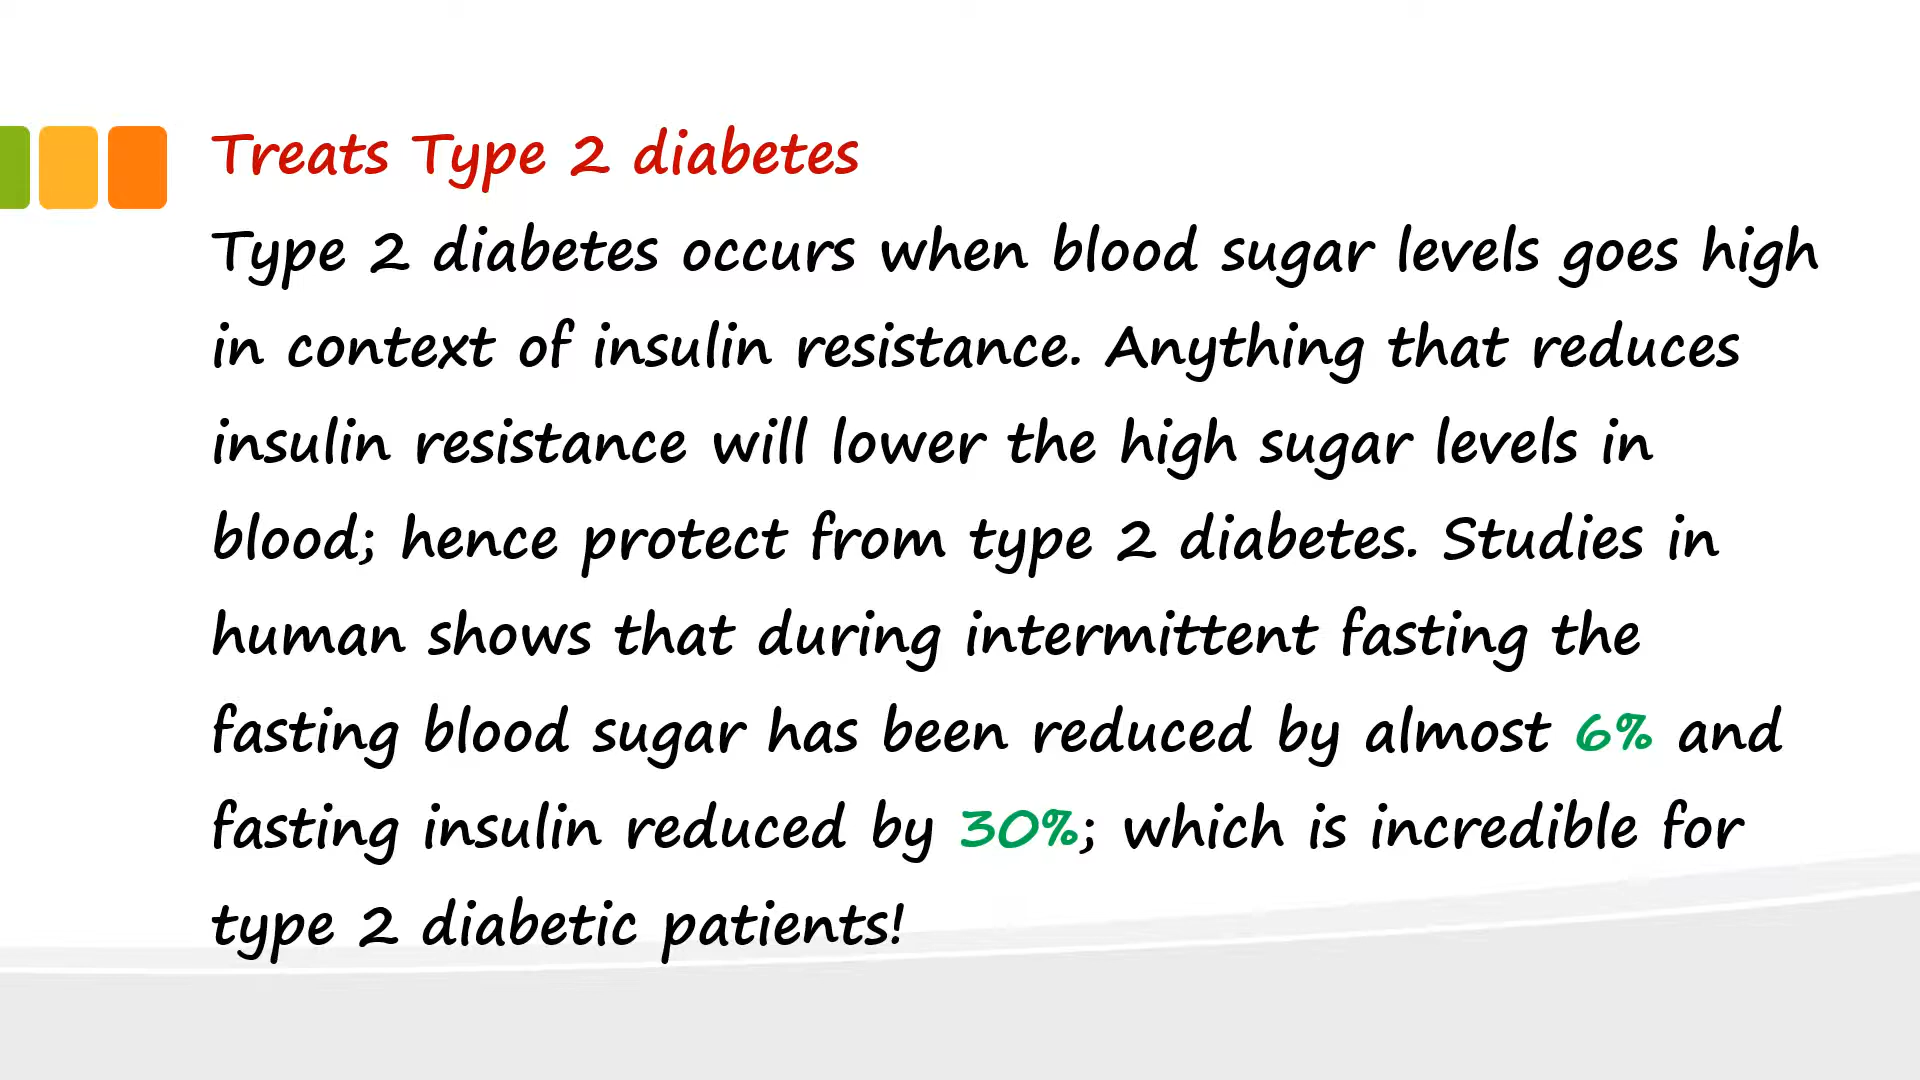 Treats Type 2 diabetes
Type 2 diabetes occurs when blood sugar levels goes high
in context of insulin resistance. Anything that reduces
insulin resistance will lower the high sugar levels in
blood; hence protect from type 2 diabetes. Studies in
human shows that during intermittent fasting the
fasting blood sugar has been reduced by almost 6% and
fasting insulin reduced by 30%; which is incredible for
type 2 diabetic patients!